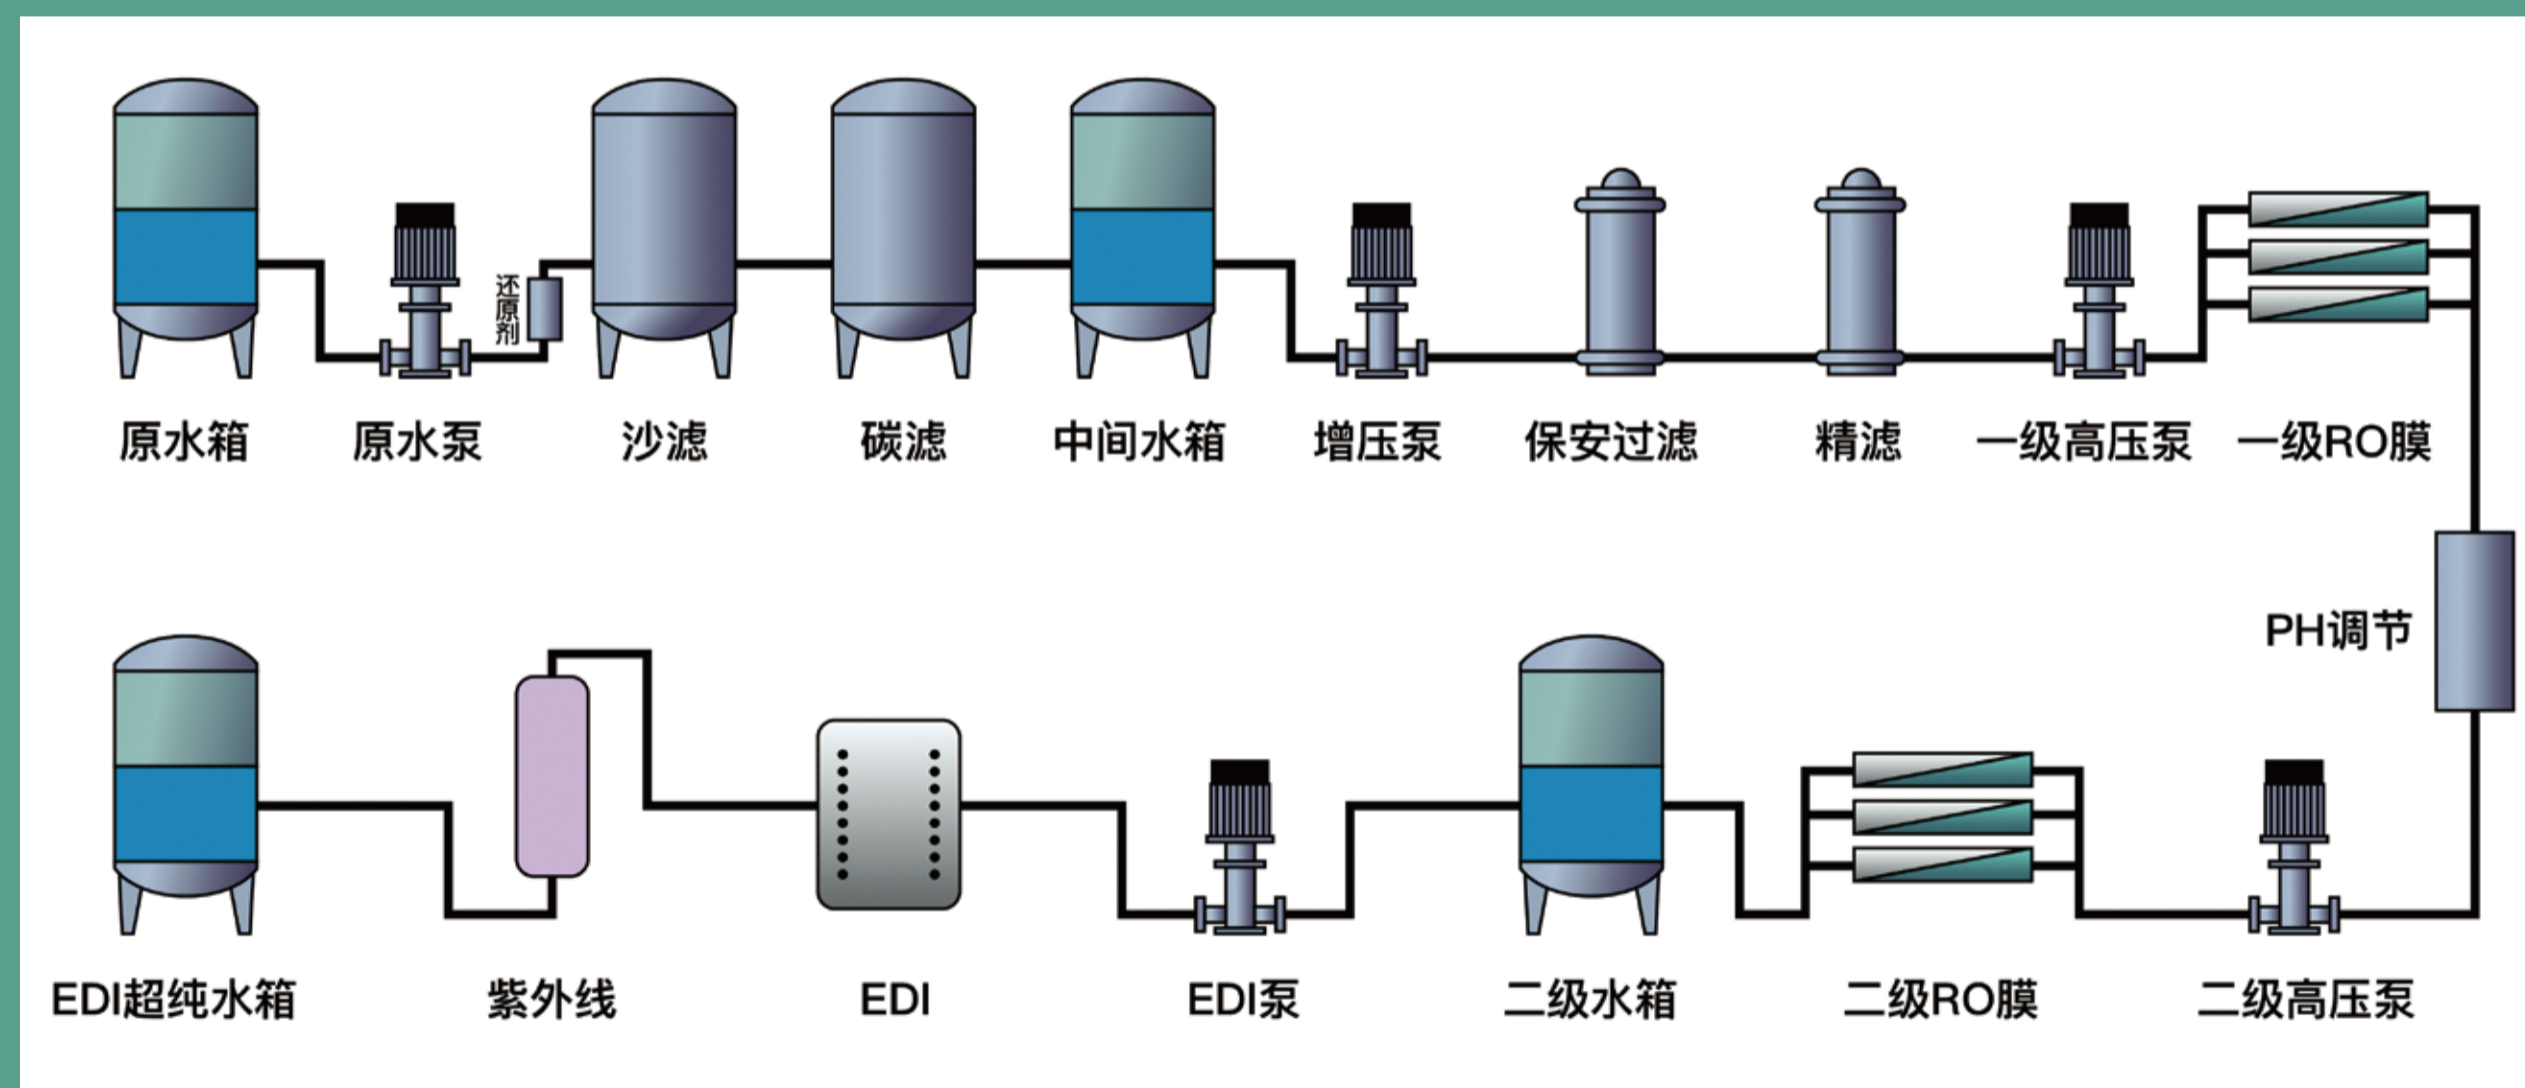 还原剂
原水箱
原水泵
沙滤
碳滤
中间水箱
增压泵
保安过滤
精滤
一级高压泵
一级RO膜
PH调节
EDI超纯水箱
紫外线
EDI
EDI泵
二级水箱
二级RO膜
二级高压泵